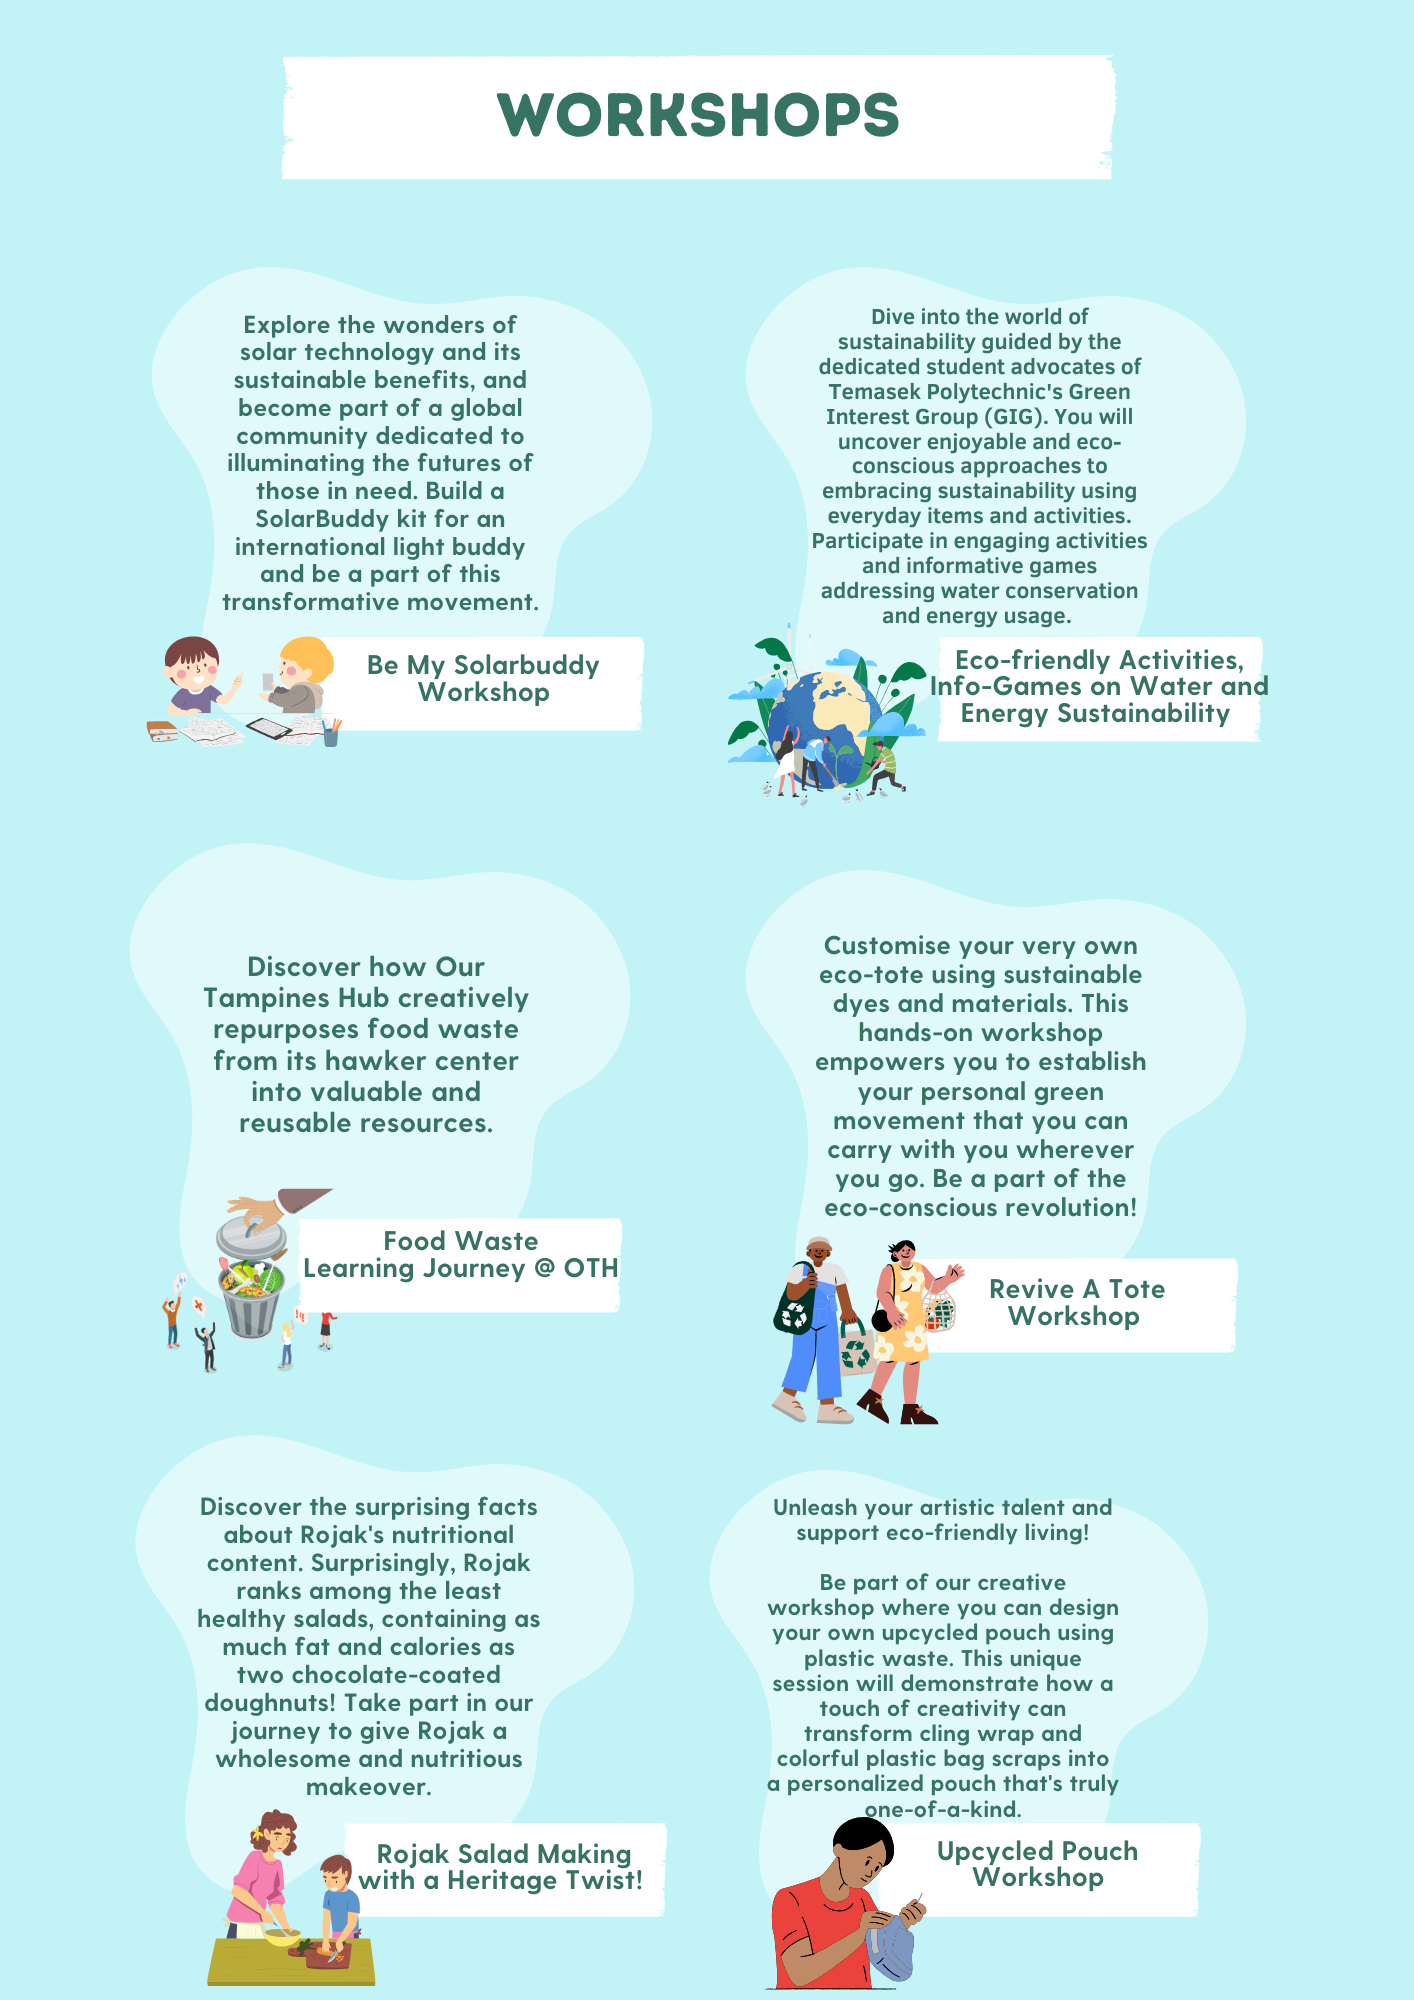 WORKSHOPS
Explore the wonders of
solar technology and its
sustainable benefits, and
become part of a global
community dedicated to
illuminating the futures of
those in need. Build a
SolarBuddy kit for an
international light buddy
and be a part of this
transformative movement.
Be My Solarbuddy
Workshop
Dive into the world of
sustainability guided by the
dedicated student advocates of
Temasek Polytechnic's Green
Interest Group (GIG). You will
uncover enjoyable and eco-
conscious approaches to
embracing sustainability using
everyday items and activities.
Participate in engaging activities
and informative games
addressing water conservation
and energy usage.
Eco-friendly Activities,
Info-Games on Water and
Energy Sustainability
Discover how Our
Tampines Hub creatively
repurposes food waste
from its hawker center
into valuable and
reusable resources.
Food Waste
Learning Journey @ OTH
Customise your very own
eco-tote using sustainable
dyes and materials. This
hands-on workshop
empowers you to establish
your personal green
movement that you can
carry with you wherever
you go. Be a part of the
eco-conscious revolution!
Revive A Tote
Workshop
Discover the surprising facts
about Rojak's nutritional
content. Surprisingly, Rojak
ranks among the least
healthy salads, containing as
much fat and calories as
two chocolate-coated
doughnuts! Take part in our
journey to give Rojak a
wholesome and nutritious
makeover.
Rojak Salad Making
with a Heritage Twist!
Unleash your artistic talent and
support eco-friendly living!
Be part of our creative
workshop where you can design
your own upcycled pouch using
plastic waste. This unique
session will demonstrate how a
touch of creativity can
transform cling wrap and
colorful plastic bag scraps into
a personalized pouch that's truly
one-of-a-kind.
Upcycled Pouch
Workshop